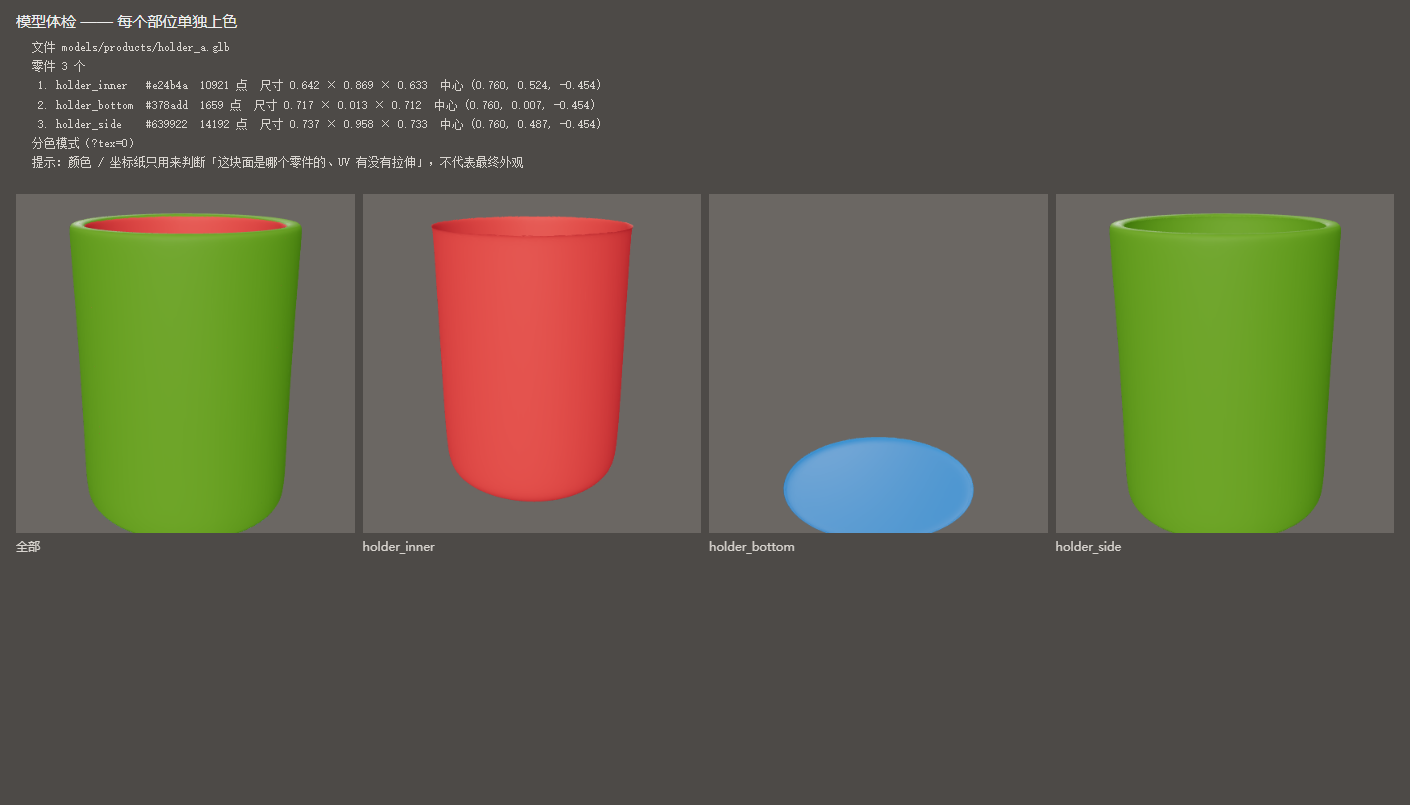 模型体检 —— 每个部位单独上色
文件 models/products/holder_a.glb
零件 3 个
1. holder_inner #e24b4a 10921 点 尺寸 0.642 × 0.869 × 0.633 中心 (0.760, 0.524, -0.454)
2. holder_bottom #378add 1659 点 尺寸 0.717 × 0.013 × 0.712 中心 (0.760, 0.007, -0.454)
3. holder_side #639922 14192 点 尺寸 0.737 × 0.958 × 0.733 中心 (0.760, 0.487, -0.454)
分色模式 (?tex=0)
提示: 颜色 / 坐标纸只用来判断「这块面是哪个零件的、UV 有没有拉伸」, 不代表最终外观
全部
holder_inner
holder_bottom
holder_side